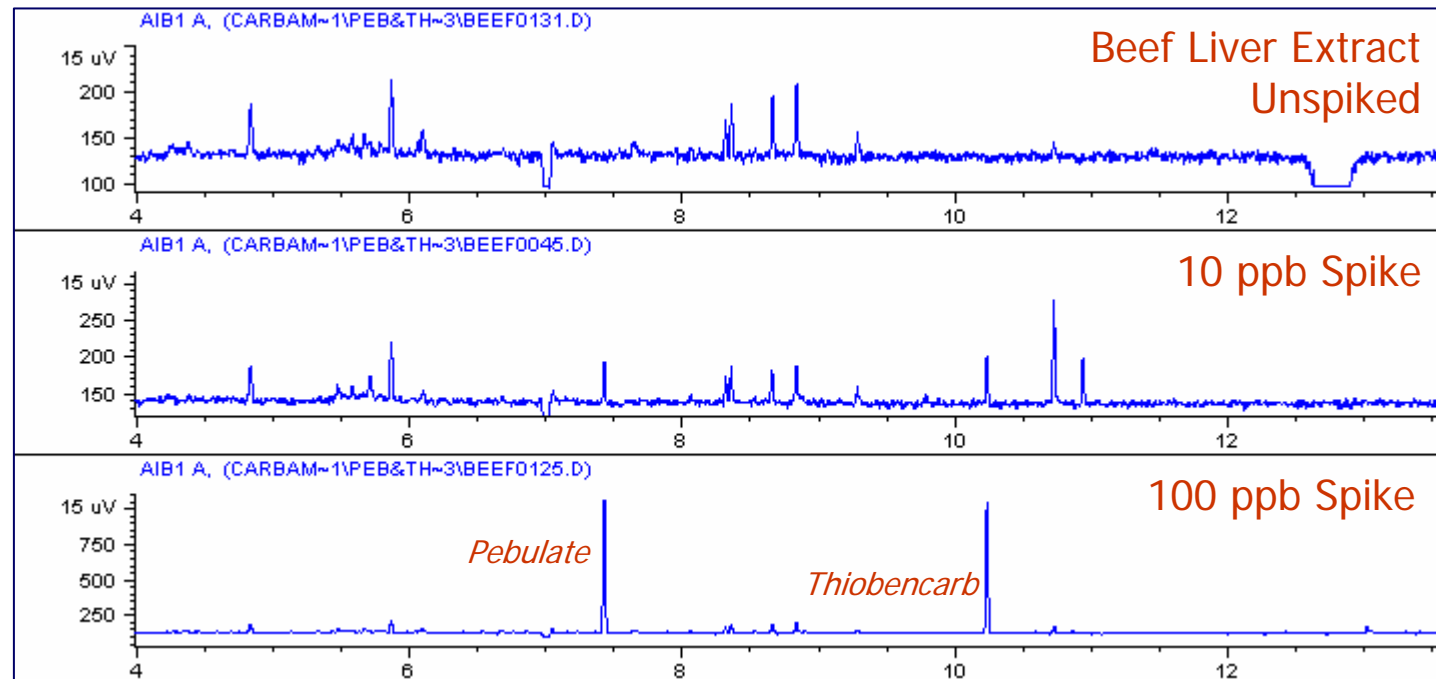 AIB1 A, (CARBAM~1\PEB&TH~3\BEEF0131.D)
Beef Liver Extract
Unspiked
15 uV
200
150
100
4 6 8 10 12
AIB1 A, (CARBAM~1\PEB&TH~3\BEEF0045.D)
10 ppb Spike
15 uV
250
200
150
4 6 8 10 12
AIB1 A, (CARBAM~1\PEB&TH~3\BEEF0125.D)
100 ppb Spike
15 uV
750
Pebulate
500
Thiobencarb
250
4 6 8 10 12